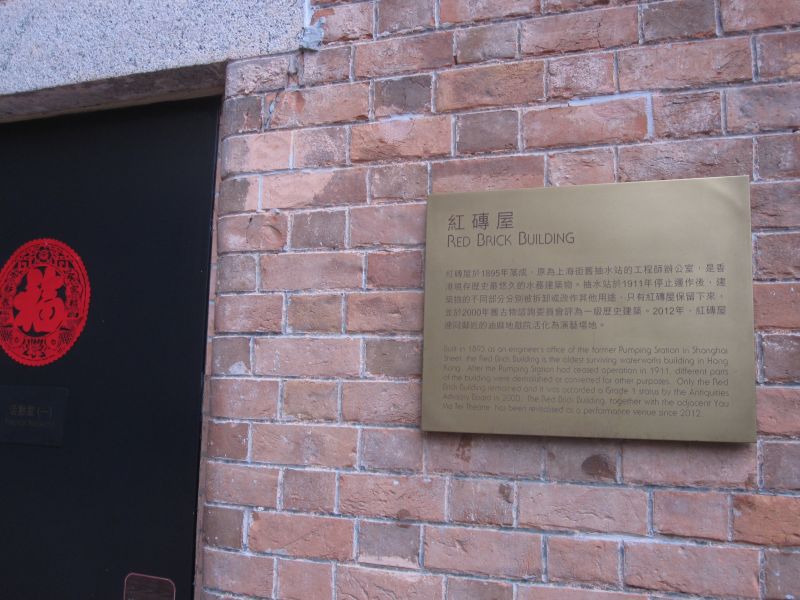 福
活動室(一)
紅磚屋
RED BRICK BUILDING
紅磚屋於1895年落成，原為上海街舊抽水站的工程師辦公室，是香
港現存歷史最悠久的水務建築物。抽水站於1911年停止運作後，建
築物的不同部分分別被拆卸或改作其他用途，只有紅磚屋保留下來，
並於2000年獲古物諮詢委員會評為一級歷史建築。2012年，紅磚屋
連同鄰近的油麻地戲院活化為演藝場地。
Built in 1895 as an engineer's office of the former Pumping Station in Shanghai
Street, the Red Brick Building is the oldest surviving waterworks building in Hong
Kong. After the Pumping Station had ceased operation in 1911, different parts
of the building were demolished or converted for other purposes. Only the Red
Brick Building remained and it was accorded a Grade 1 status by the Antiquities
Advisory Board in 2000. The Red Brick Building, together with the adjacent Yau
Ma Tei Theatre, has been revitalised as a performance venue since 2012.